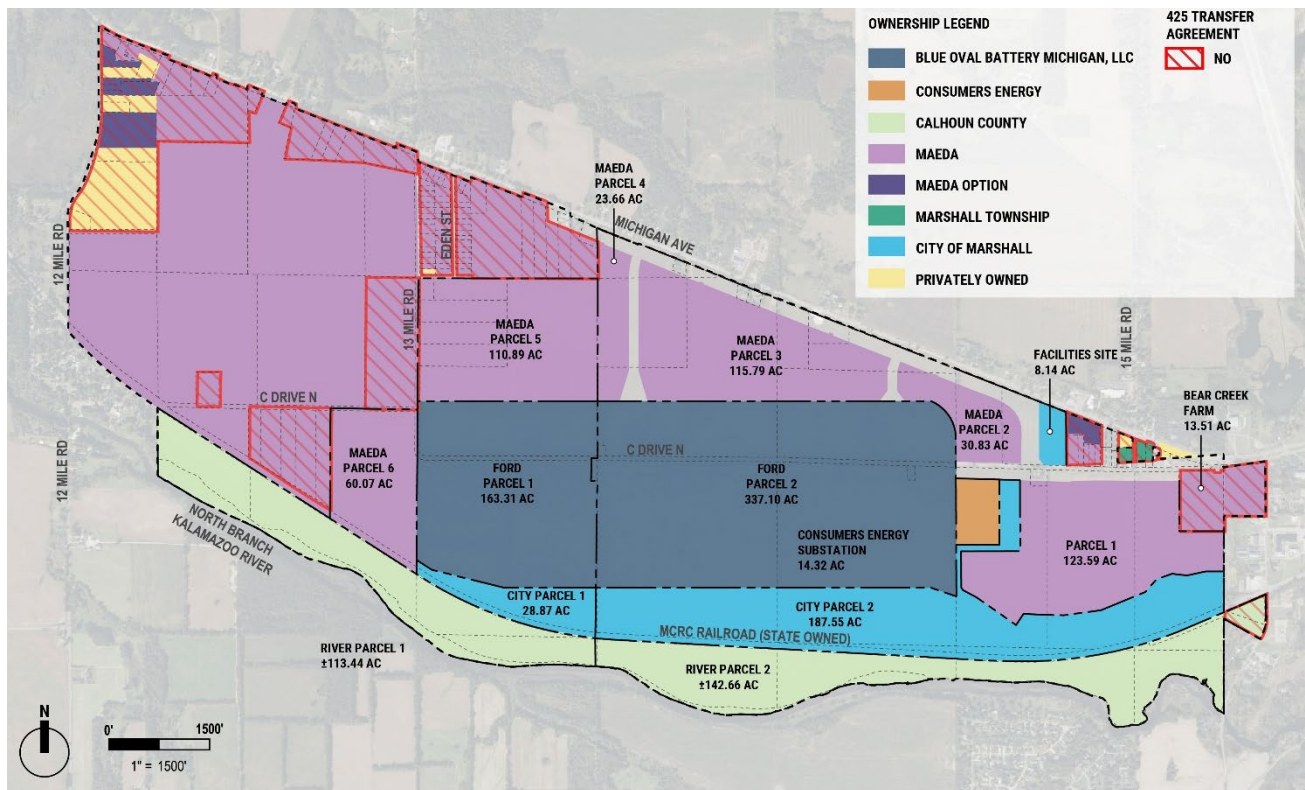 OWNERSHIP LEGEND
BLUE OVAL BATTERY MICHIGAN, LLC
CONSUMERS ENERGY
CALHOUN COUNTY
MAEDA
MAEDA OPTION
MARSHALL TOWNSHIP
CITY OF MARSHALL
PRIVATELY OWNED
425 TRANSFER
AGREEMENT
NO
MAEDA
PARCEL 4
23.66 AC
MICHIGAN AVE
EDEN ST
12 MILE RD
13 MILE RD
15 MILE RD
MAEDA
PARCEL 5
110.89 AC
MAEDA
PARCEL 3
115.79 AC
FACILITIES SITE
8.14 AC
BEAR CREEK
FARM
13.51 AC
C DRIVE N
MAEDA
PARCEL 2
30.83 AC
12 MILE RD
MAEDA
PARCEL 6
60.07 AC
C DRIVE N
FORD
PARCEL 1
163.31 AC
FORD
PARCEL 2
337.10 AC
NORTH BRANCH
KALAMAZOO RIVER
CONSUMERS ENERGY
SUBSTATION
14.32 AC
PARCEL 1
123.59 AC
CITY PARCEL 1
28.87 AC
CITY PARCEL 2
187.55 AC
MCRC RAILROAD (STATE OWNED)
RIVER PARCEL 1
±113.44 AC
RIVER PARCEL 2
±142.66 AC
N
0' 1500'
1" = 1500'